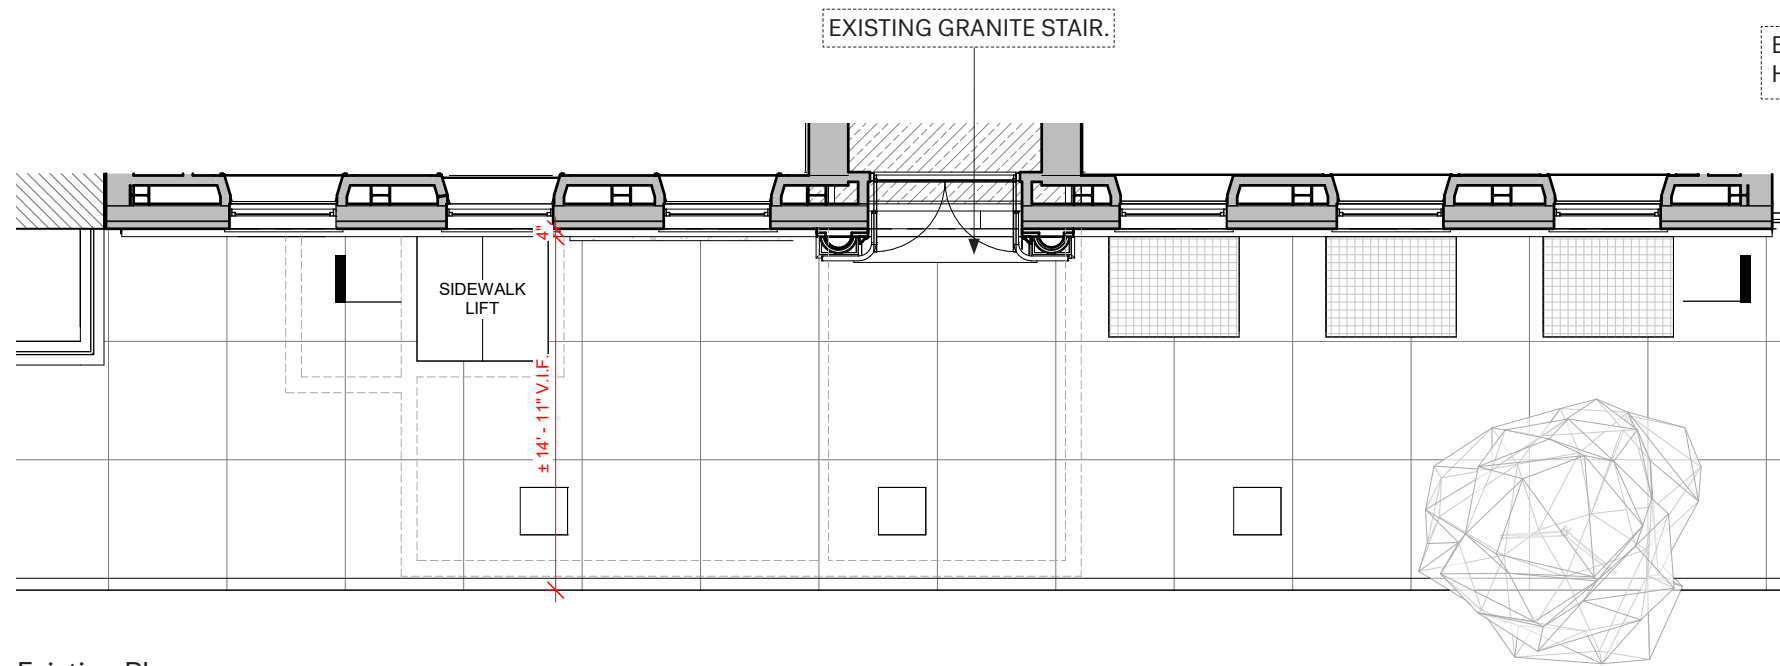 EXISTING GRANITE STAIR.
4"
SIDEWALK
LIFT
± 14' - 11" V.I.F.